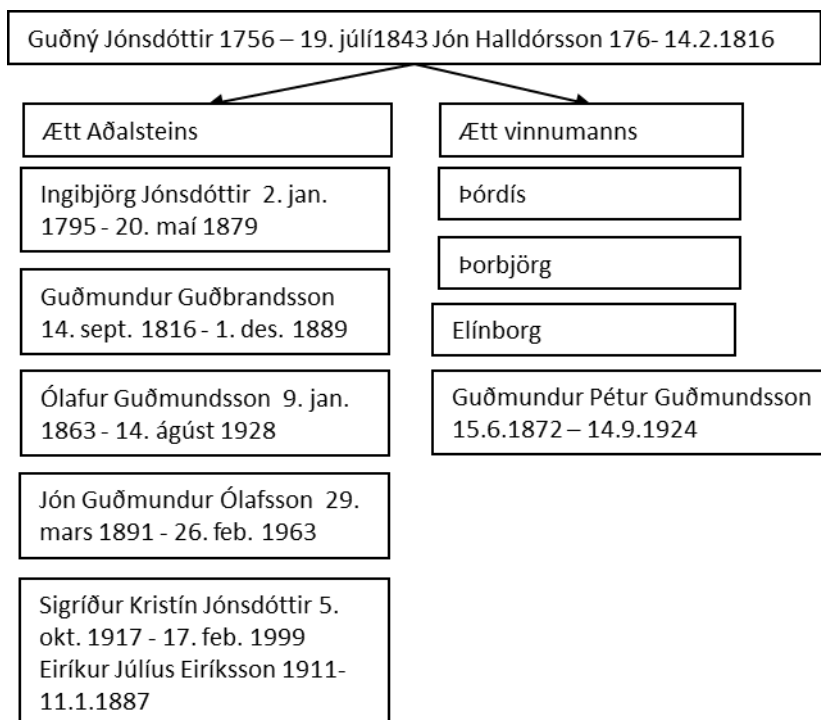 Guðný Jónsdóttir 1756 – 19. júlí1843 Jón Halldórsson 176- 14.2.1816
Ætt Aðalsteins
Ingibjörg Jónsdóttir  2. jan.
1795 - 20. maí 1879
Guðmundur Guðbrandsson
14. sept. 1816 - 1. des. 1889
Ólafur Guðmundsson  9. jan.
1863 - 14. ágúst 1928
Jón Guðmundur Ólafsson  29.
mars 1891 - 26. feb. 1963
Sigríður Kristín Jónsdóttir 5.
okt. 1917 - 17. feb. 1999
Eiríkur Júlíus Eiríksson 1911-
11.1.1887
Ætt vinnumanns
Þórdís
Þorbjörg
Elínborg
Guðmundur Pétur Guðmundsson
15.6.1872 – 14.9.1924